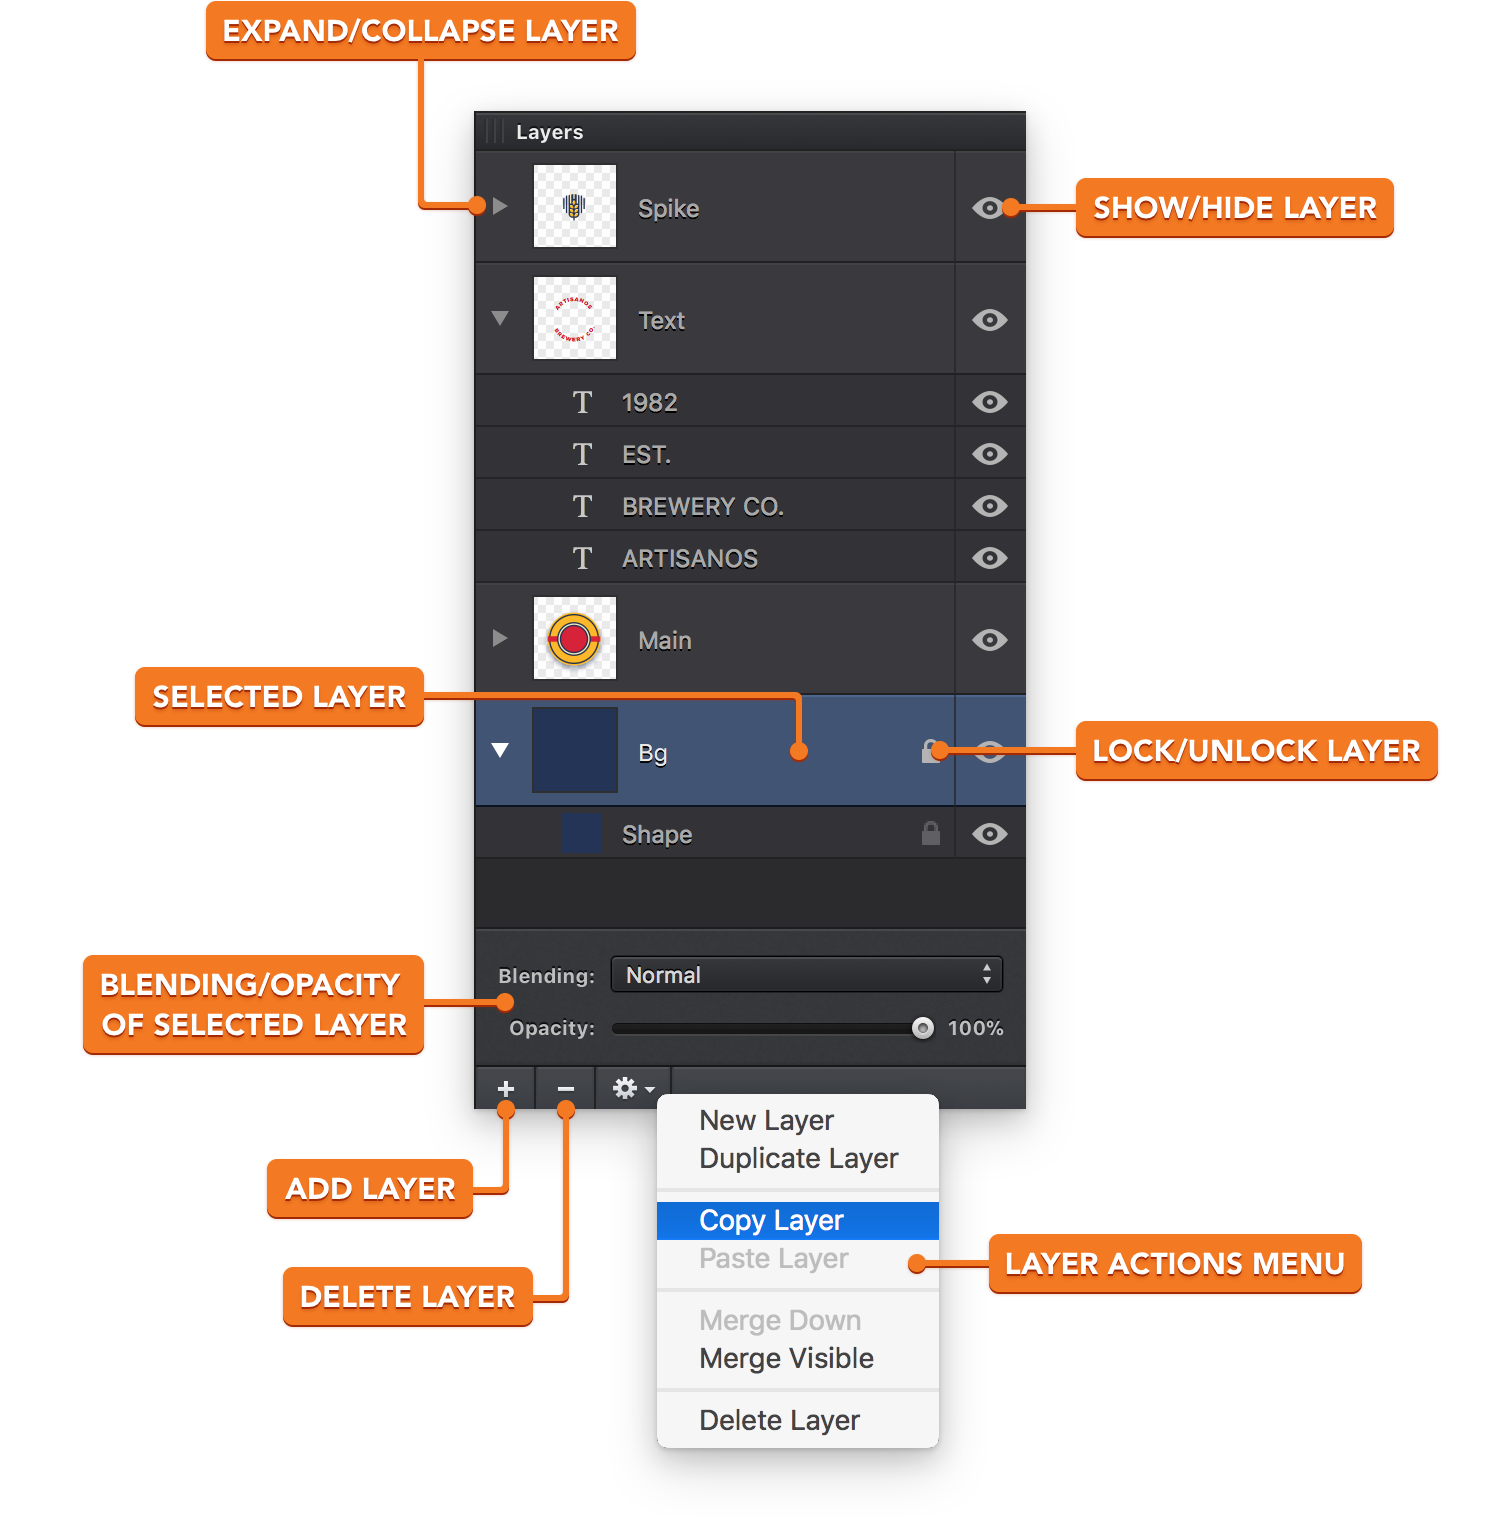 EXPAND/COLLAPSE LAYER
Layers
Spike
SHOW/HIDE LAYER
ARTISANOS
BREWERY CO.
Text
T 1982
T EST.
T BREWERY CO.
T ARTISANOS
Main
SELECTED LAYER
Bg
LOCK/UNLOCK LAYER
Shape
BLENDING/OPACITY
OF SELECTED LAYER
Blending: Normal
Opacity: 100%
ADD LAYER
DELETE LAYER
New Layer
Duplicate Layer
Copy Layer
Paste Layer
LAYER ACTIONS MENU
Merge Down
Merge Visible
Delete Layer